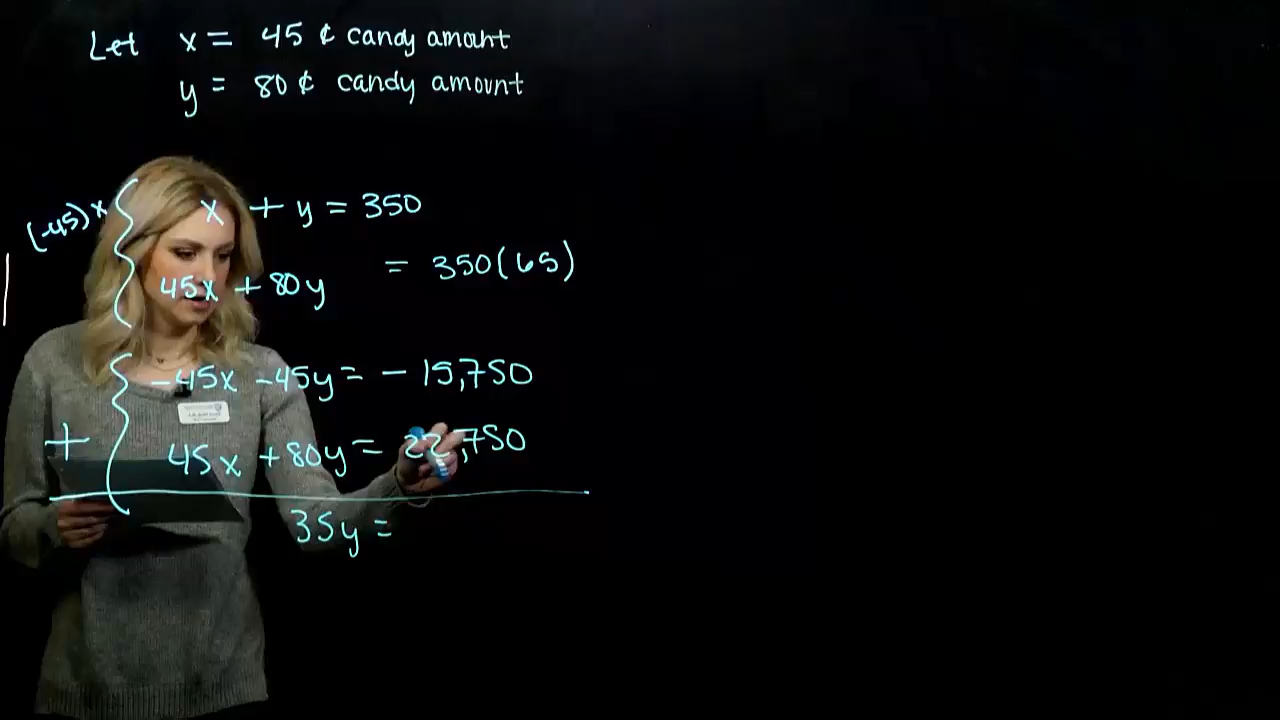 Let x = 45 ¢ candy amount
y = 80 ¢ candy amount
(-45) x
x + y = 350
45x + 80y = 350(65)
-45x -45y = - 15,750
+ 45x + 80y = 22,750
35y =